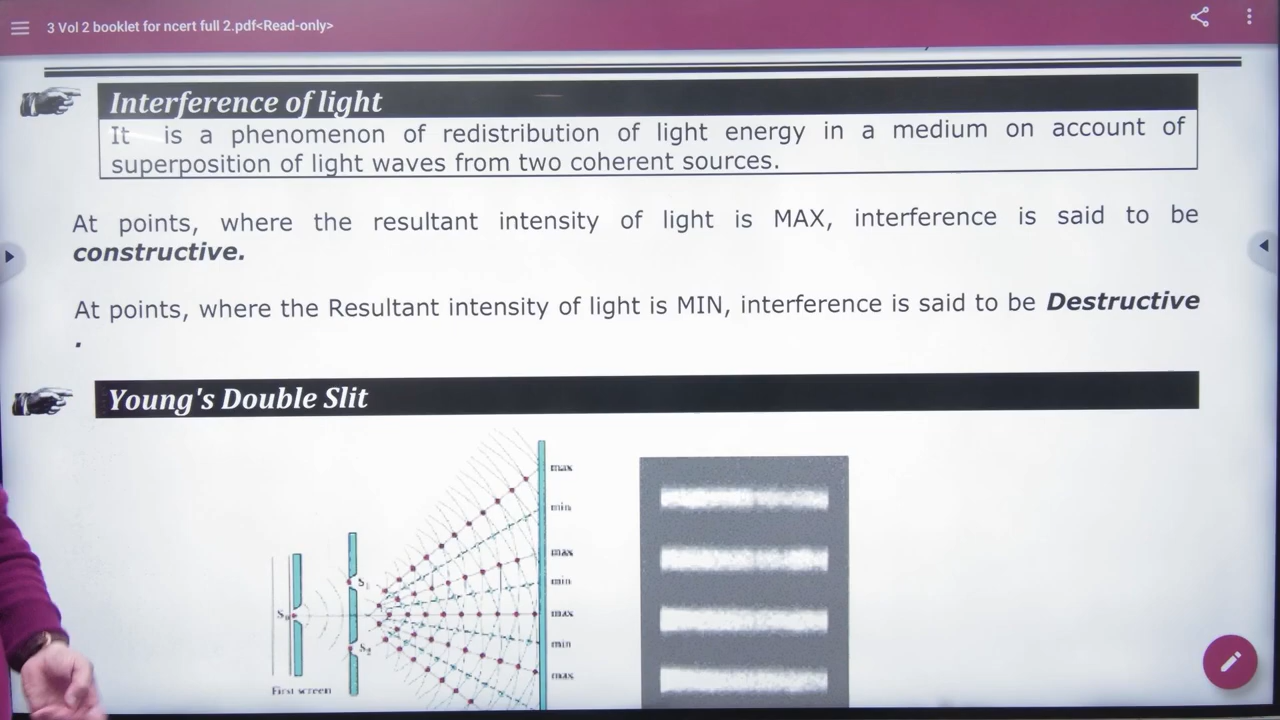 3 Vol 2 booklet for ncert full 2.pdf<Read-only>
Interference of light
It is a phenomenon of redistribution of light energy in a medium on account of
superposition of light waves from two coherent sources.
At points, where the resultant intensity of light is MAX, interference is said to be
constructive.
At points, where the Resultant intensity of light is MIN, interference is said to be Destructive
.
Young's Double Slit
max
min
max
min
max
min
max
S₁
S₀
S₂
First screen